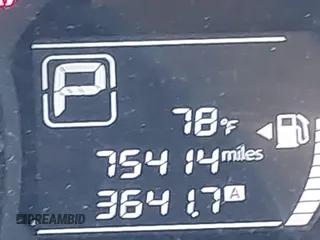 P
78°F
75414 miles
3641.7 A
PREAMBID